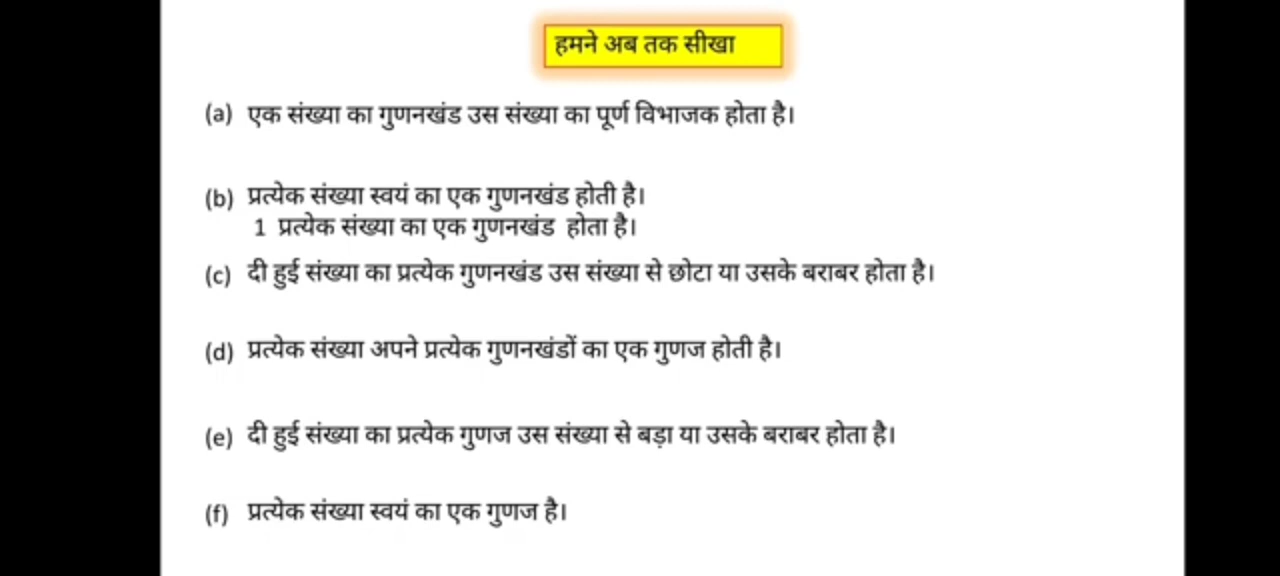 हमने अब तक सीखा
(a) एक संख्या का गुणनखंड उस संख्या का पूर्ण विभाजक होता है।
(b) प्रत्येक संख्या स्वयं का एक गुणनखंड होती है।
1 प्रत्येक संख्या का एक गुणनखंड होता है।
(c) दी हुई संख्या का प्रत्येक गुणनखंड उस संख्या से छोटा या उसके बराबर होता है।
(d) प्रत्येक संख्या अपने प्रत्येक गुणनखंडों का एक गुणज होती है।
(e) दी हुई संख्या का प्रत्येक गुणज उस संख्या से बड़ा या उसके बराबर होता है।
(f) प्रत्येक संख्या स्वयं का एक गुणज है।